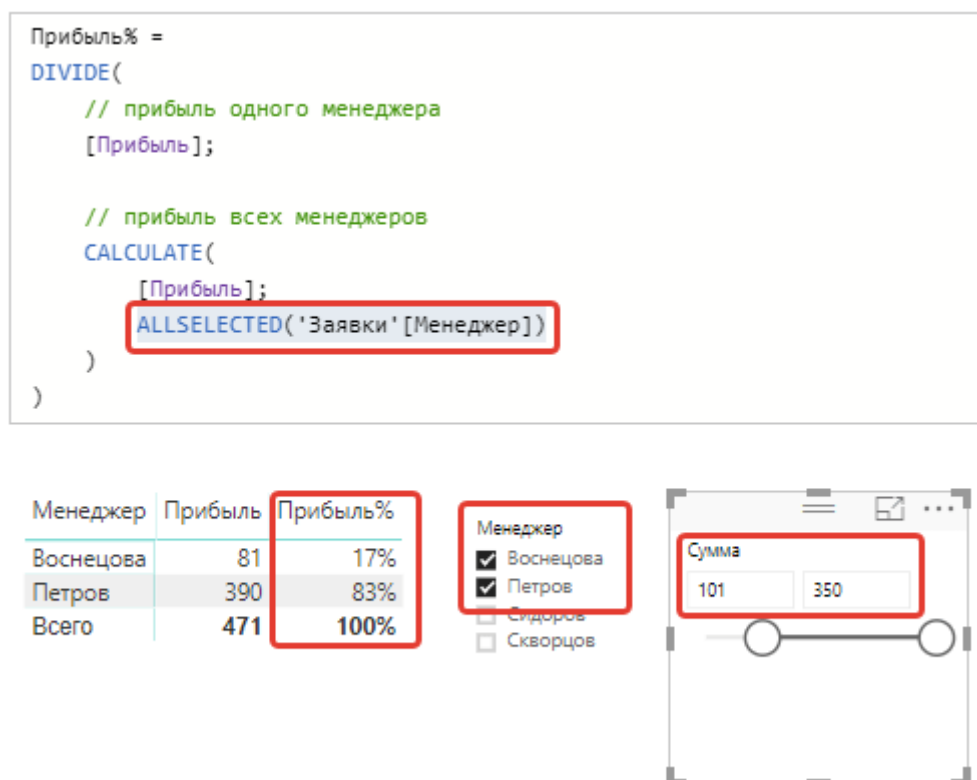 Прибыль% =
DIVIDE(
// прибыль одного менеджера
[Прибыль];
// прибыль всех менеджеров
CALCULATE(
[Прибыль];
ALLSELECTED('Заявки'[Менеджер])
)
)
Менеджер Прибыль Прибыль%
Воснецова 81 17%
Петров 390 83%
Всего 471 100%
Менеджер
Воснецова
Петров
Сидоров
Скворцов
Сумма
101 350